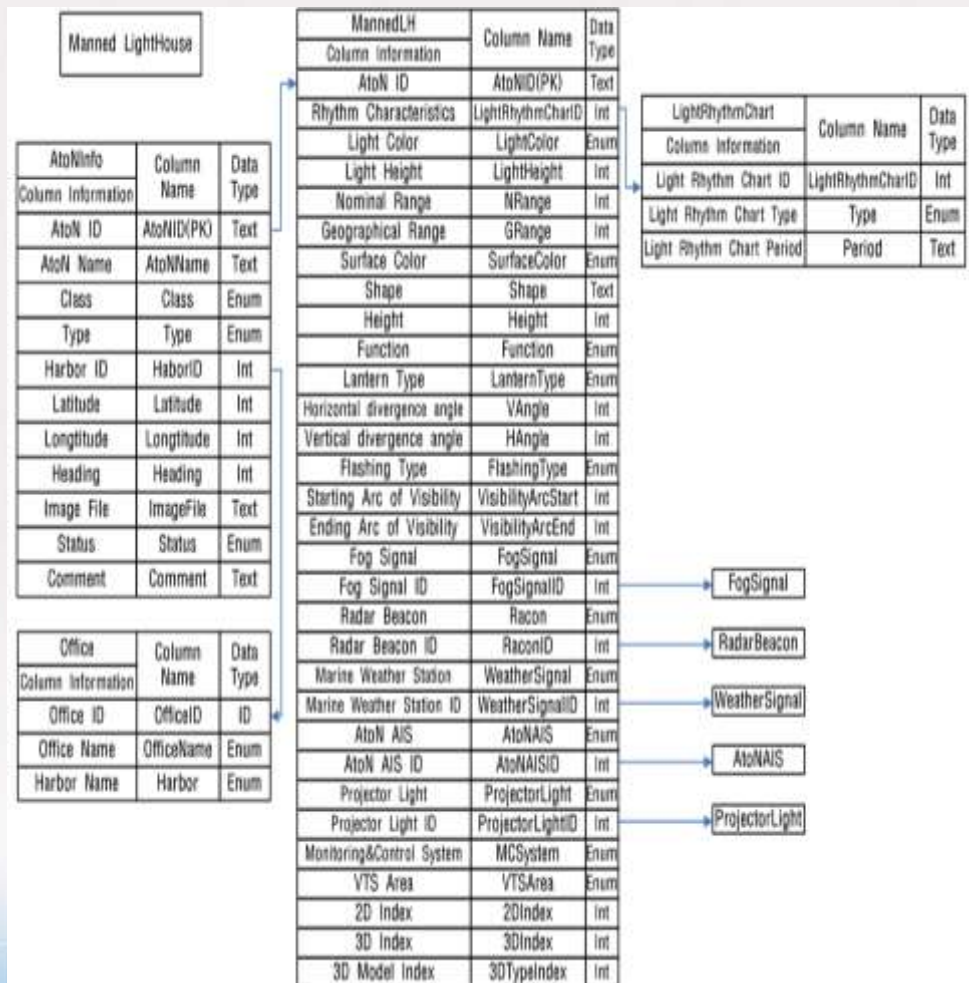 Manned LightHouse
AtoNInfo Column Name Data Type
Column Information
AtoN ID AtoNID(PK) Text
AtoN Name AtoNName Text
Class Class Enum
Type Type Enum
Harbor ID HaborID Int
Latitude Latitude Int
Longtitude Longtitude Int
Heading Heading Int
Image File ImageFile Text
Status Status Enum
Comment Comment Text
Office Column Name Data Type
Column Information
Office ID OfficeID ID
Office Name OfficeName Enum
Harbor Name Harbor Enum
MannedLH Column Name Data Type
Column Information
AtoN ID AtoNID(PK) Text
Rhythm Characteristics LightRhythmCharID Int
Light Color LightColor Enum
Light Height LightHeight Int
Nominal Range NRange Int
Geographical Range GRange Int
Surface Color SurfaceColor Enum
Shape Shape Text
Height Height Int
Function Function Enum
Lantern Type LanternType Enum
Horizontal divergence angle VAngle Int
Vertical divergence angle HAngle Int
Flashing Type FlashingType Enum
Starting Arc of Visibility VisibilityArcStart Int
Ending Arc of Visibility VisibilityArcEnd Int
Fog Signal FogSignal Enum
Fog Signal ID FogSignalID Int
Radar Beacon Racon Enum
Radar Beacon ID RaconID Int
Marine Weather Station WeatherSignal Enum
Marine Weather Station ID WeatherSignalID Int
AtoN AIS AtoNAIS Enum
AtoN AIS ID AtoNAISID Int
Projector Light ProjectorLight Enum
Projector Light ID ProjectorLightID Int
Monitoring&Control System MCSystem Enum
VTS Area VTSArea Enum
2D Index 2DIndex Int
3D Index 3DIndex Int
3D Model Index 3DTypeIndex Int
LightRhythmChart Column Name Data Type
Column Information
Light Rhythm Chart ID LightRhythmCharID Int
Light Rhythm Chart Type Type Enum
Light Rhythm Chart Period Period Text
FogSignal
RadarBeacon
WeatherSignal
AtoNAIS
ProjectorLight